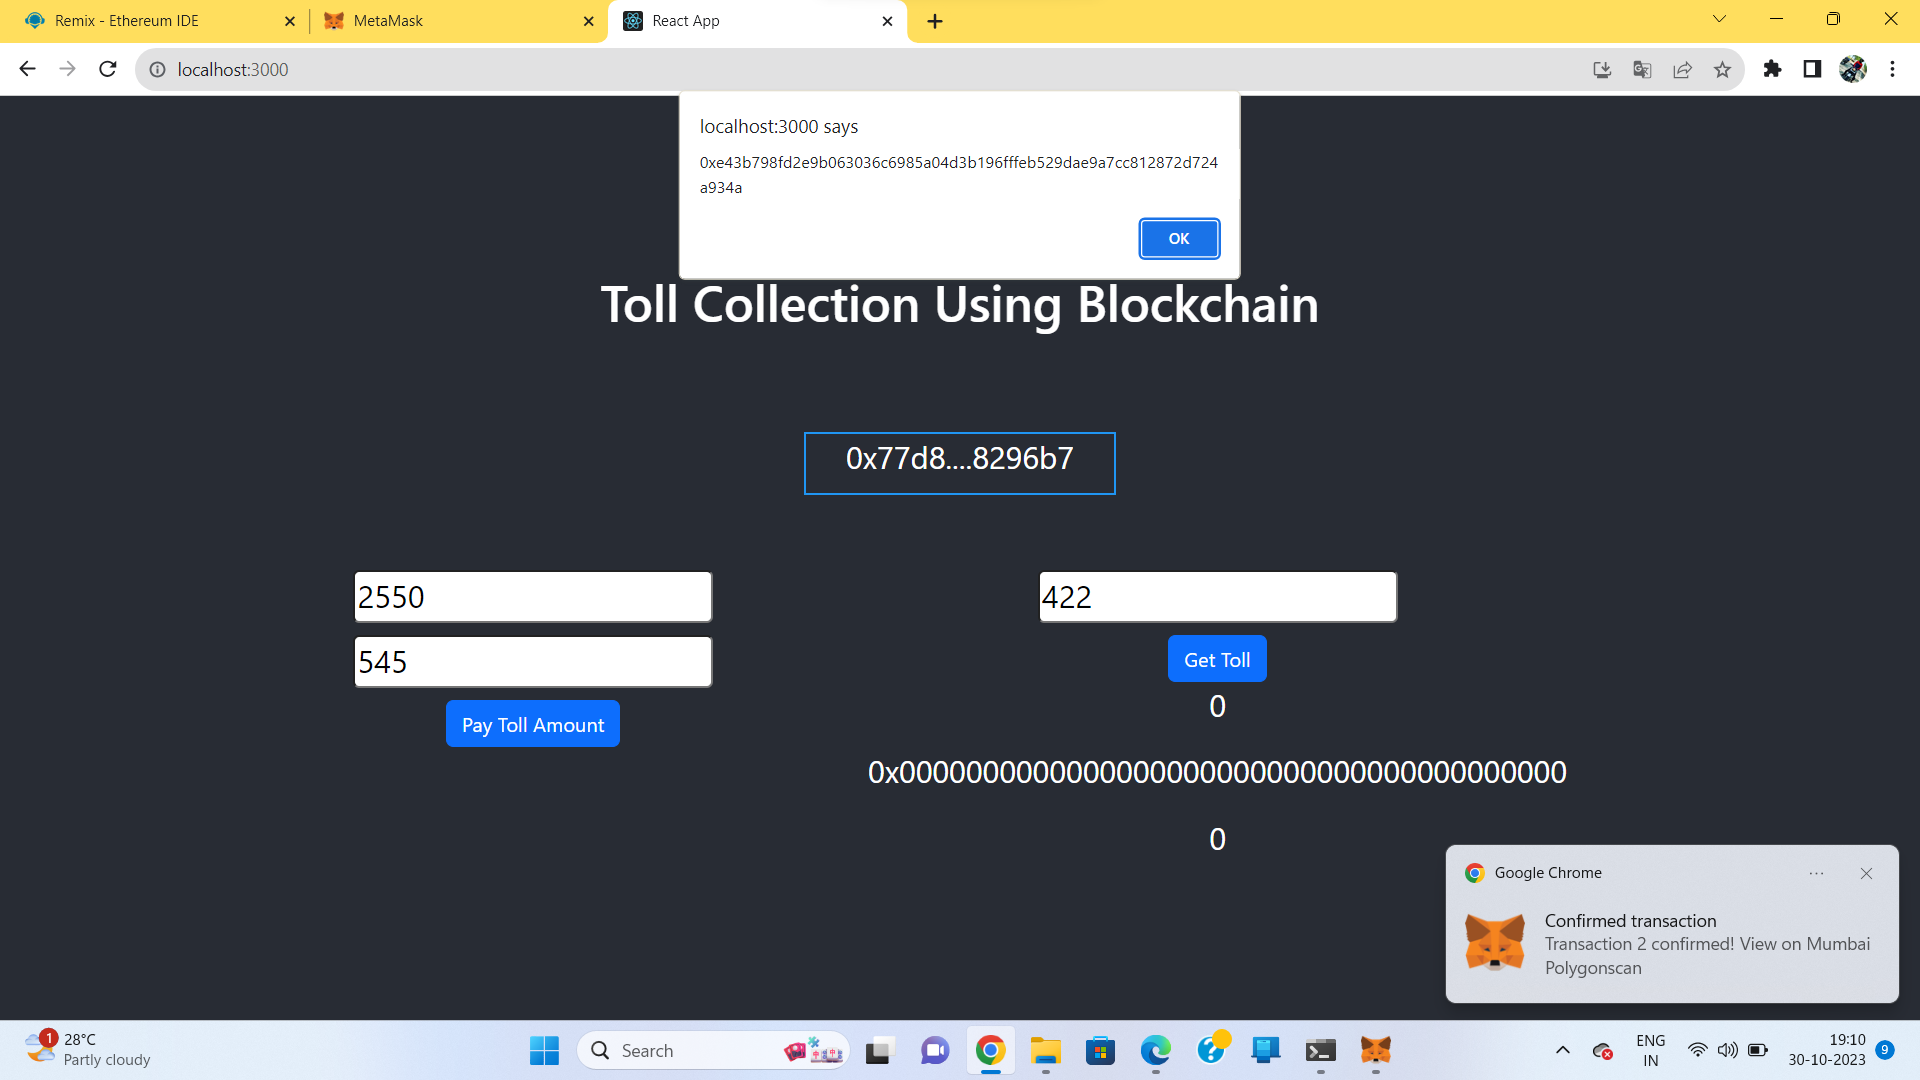 Remix - Ethereum IDE
MetaMask
React App
localhost:3000
localhost:3000 says
0xe43b798fd2e9b063036c6985a04d3b196fffeb529dae9a7cc812872d724
a934a
OK
Toll Collection Using Blockchain
0x77d8....8296b7
2550
422
545
Get Toll
Pay Toll Amount
0
0x0000000000000000000000000000000000000000
0
Google Chrome
Confirmed transaction
Transaction 2 confirmed! View on Mumbai
Polygonscan
1
28°C
Partly cloudy
Search
ENG
IN
19:10
30-10-2023
9